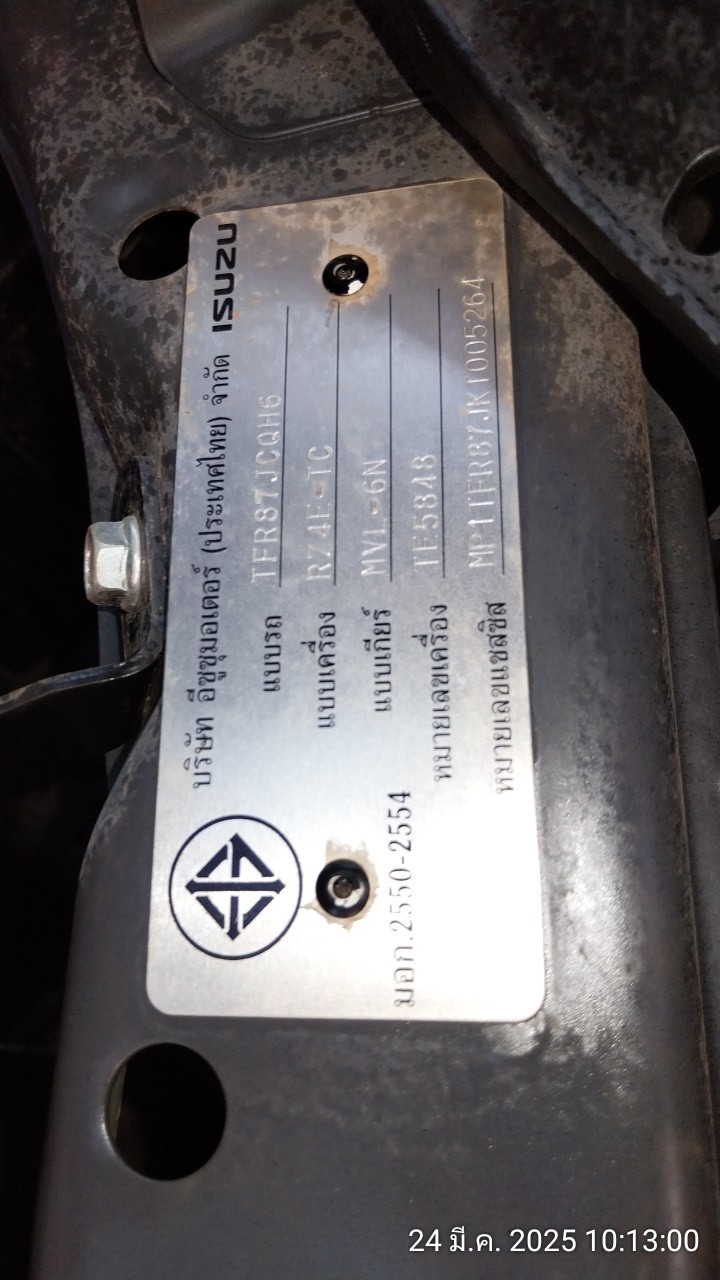 บริษัท อีซูซุมอเตอร์ (ประเทศไทย) จำกัด ISUZU
แบบรถ TFR87JCQH6
แบบเครื่อง RZ4E-TC
แบบเกียร์ MVL-6N
หมายเลขเครื่อง TE5848
หมายเลขแชสซีส MP1TFR87JKT005264
มอก.2550-2554
24 มี.ค. 2025 10:13:00